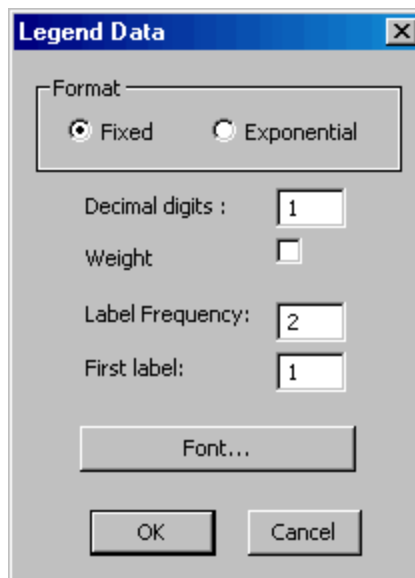 Legend Data
Format
Fixed Exponential
Decimal digits : 1
Weight
Label Frequency: 2
First label: 1
Font...
OK Cancel